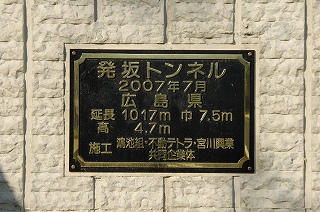 発坂トンネル
2007年7月
広島県
延長 1017m 巾 7.5m
高 4.7m
施工 鴻池組・不動テトラ・宮川興業
共同企業体